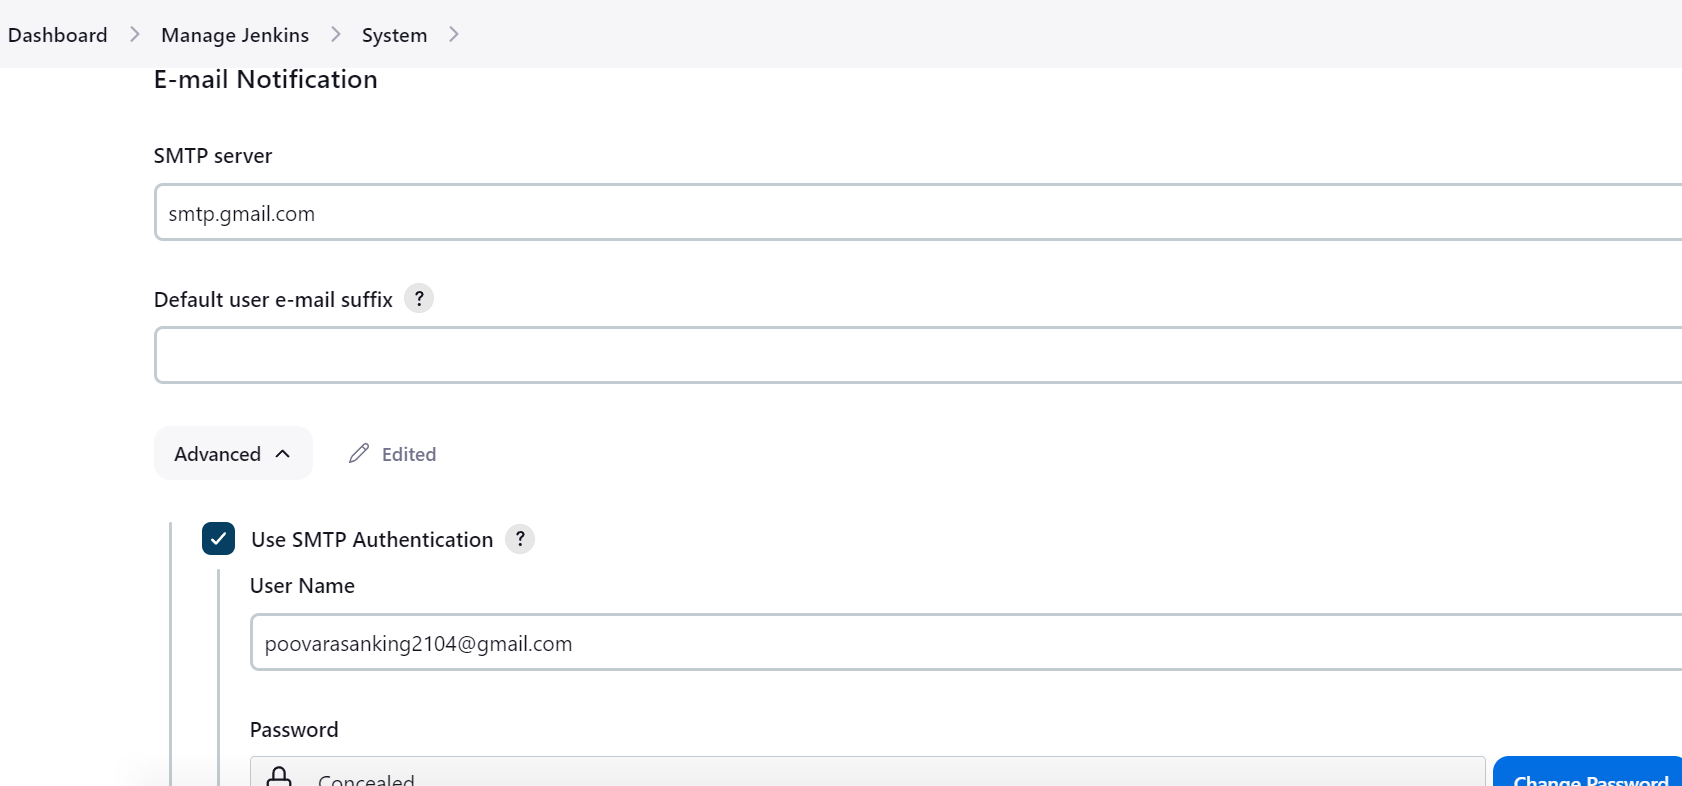 Dashboard > Manage Jenkins > System >
E-mail Notification
SMTP server
smtp.gmail.com
Default user e-mail suffix ?
Advanced Edited
Use SMTP Authentication ?
User Name
poovarasanking2104@gmail.com
Password
Concealed
Change Password